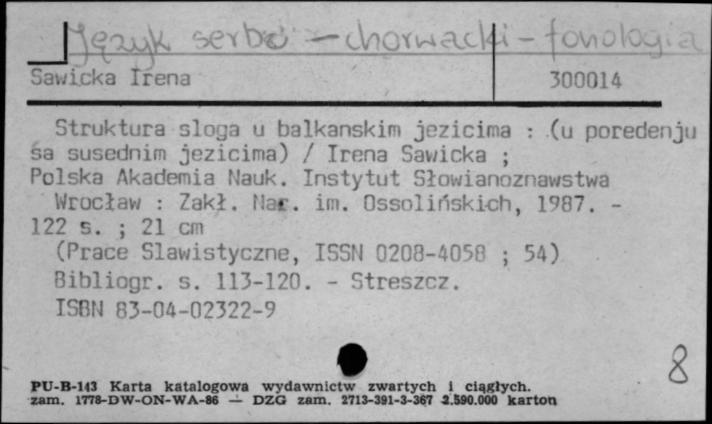 Język serbo-chorwacki - fonologia
Sawicka Irena 300014
Struktura sloga u balkanskim jezicima : (u poredenju
sa susednim jezicima) / Irena Sawicka ;
Polska Akademia Nauk. Instytut Słowianoznawstwa
Wrocław : Zakł. Nar. im. Ossolińskich, 1987. -
122 s. ; 21 cm
(Prace Slawistyczne, ISSN 0208-4058 ; 54)
Bibliogr. s. 113-120. - Streszcz.
ISBN 83-04-02322-9
8
PU-B-143 Karta katalogowa wydawnictw zwartych i ciągłych.
zam. 1778-DW-ON-WA-86 — DZG zam. 2713-391-3-367 2.590.000 karton